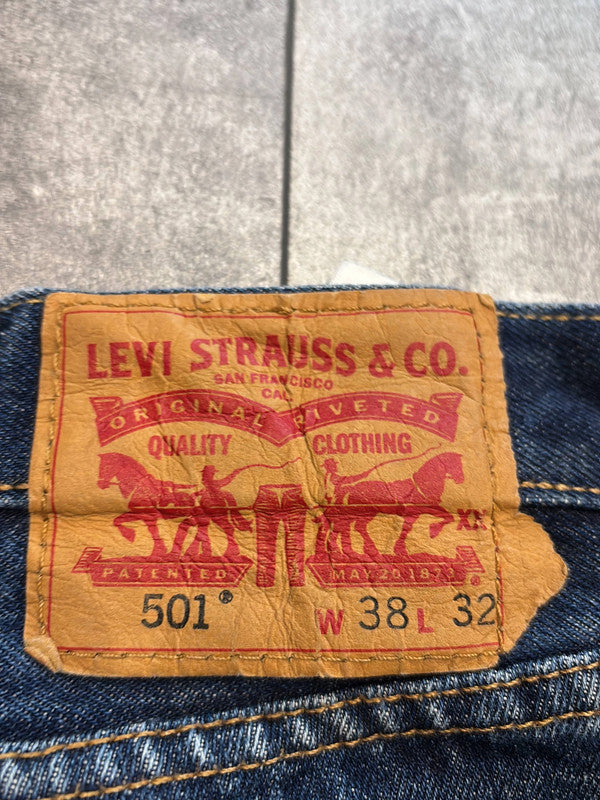 LEVI STRAUSS & CO.
SAN FRANCISCO
CAL
ORIGINAL RIVETED
QUALITY CLOTHING
XX
PATENTED MAY 20 1873 ®
501® W 38 L 32